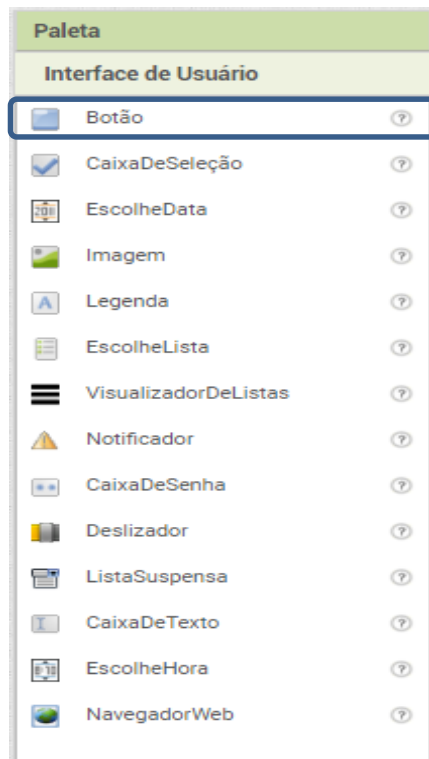 Paleta
Interface de Usuário
Botão
CaixaDeSeleção
EscolheData
Imagem
Legenda
EscolheLista
VisualizadorDeListas
Notificador
CaixaDeSenha
Deslizador
ListaSuspensa
CaixaDeTexto
EscolheHora
NavegadorWeb